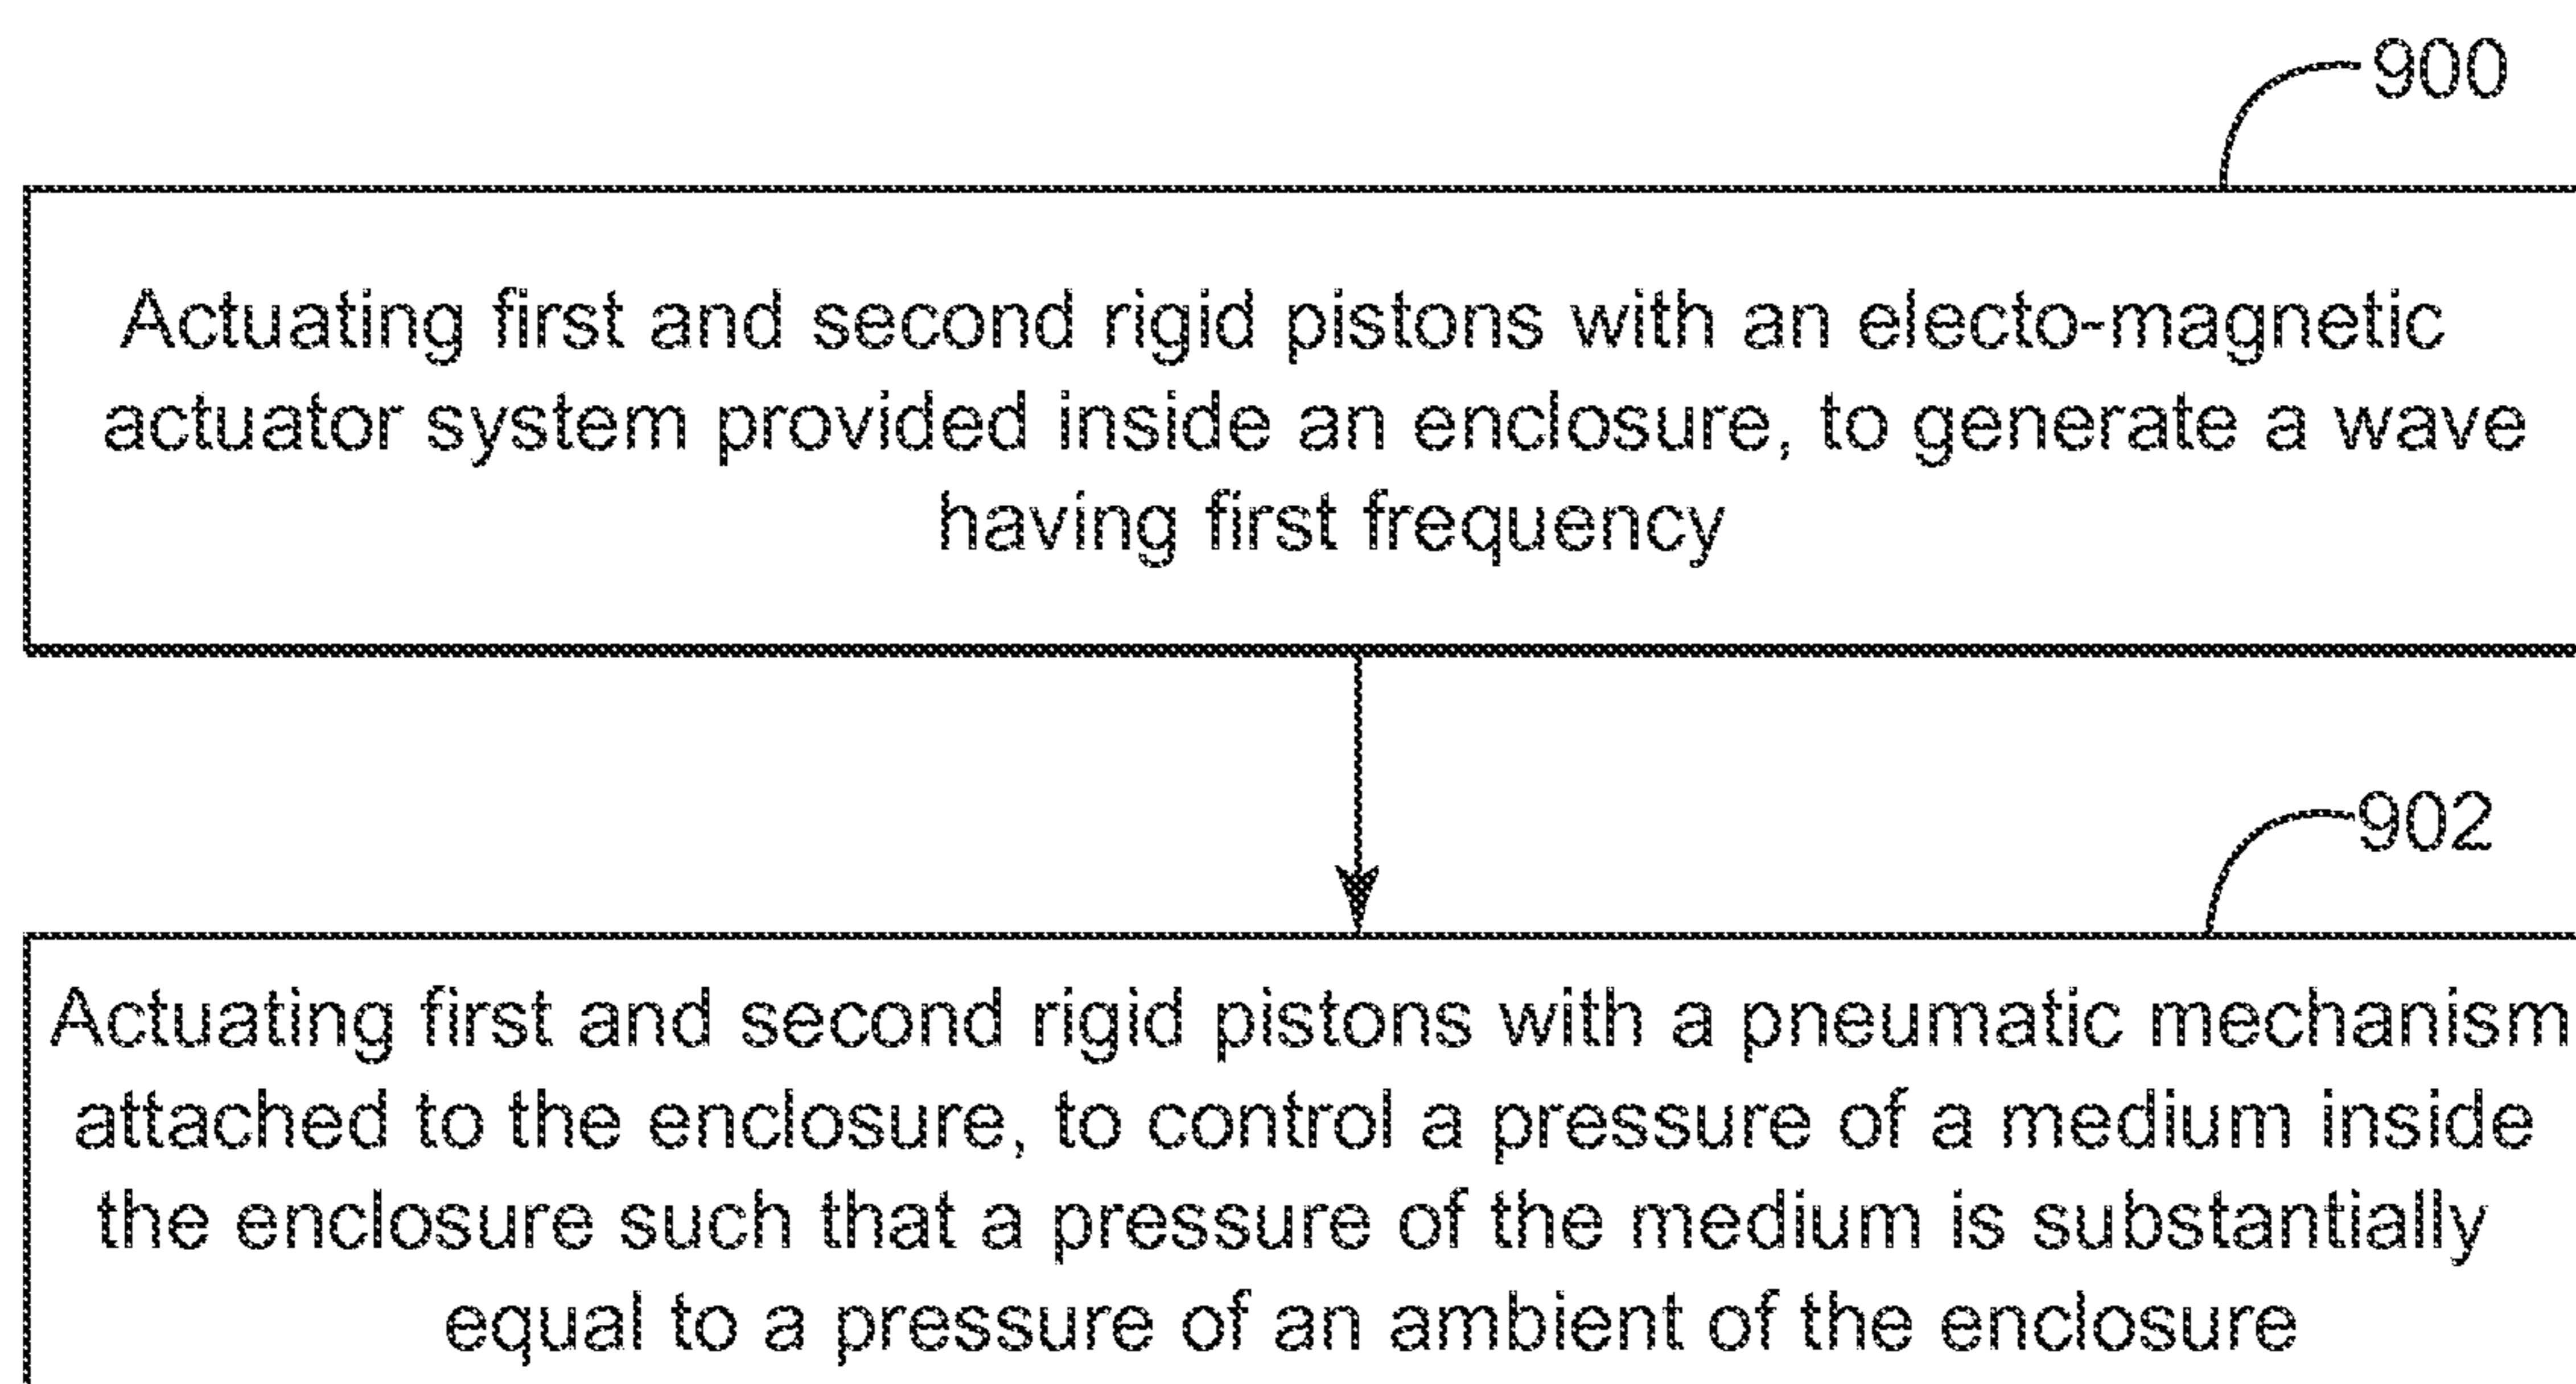 900
Actuating first and second rigid pistons with an electo-magnetic
actuator system provided inside an enclosure, to generate a wave
having first frequency
902
Actuating first and second rigid pistons with a pneumatic mechanism
attached to the enclosure, to control a pressure of a medium inside
the enclosure such that a pressure of the medium is substantially
equal to a pressure of an ambient of the enclosure